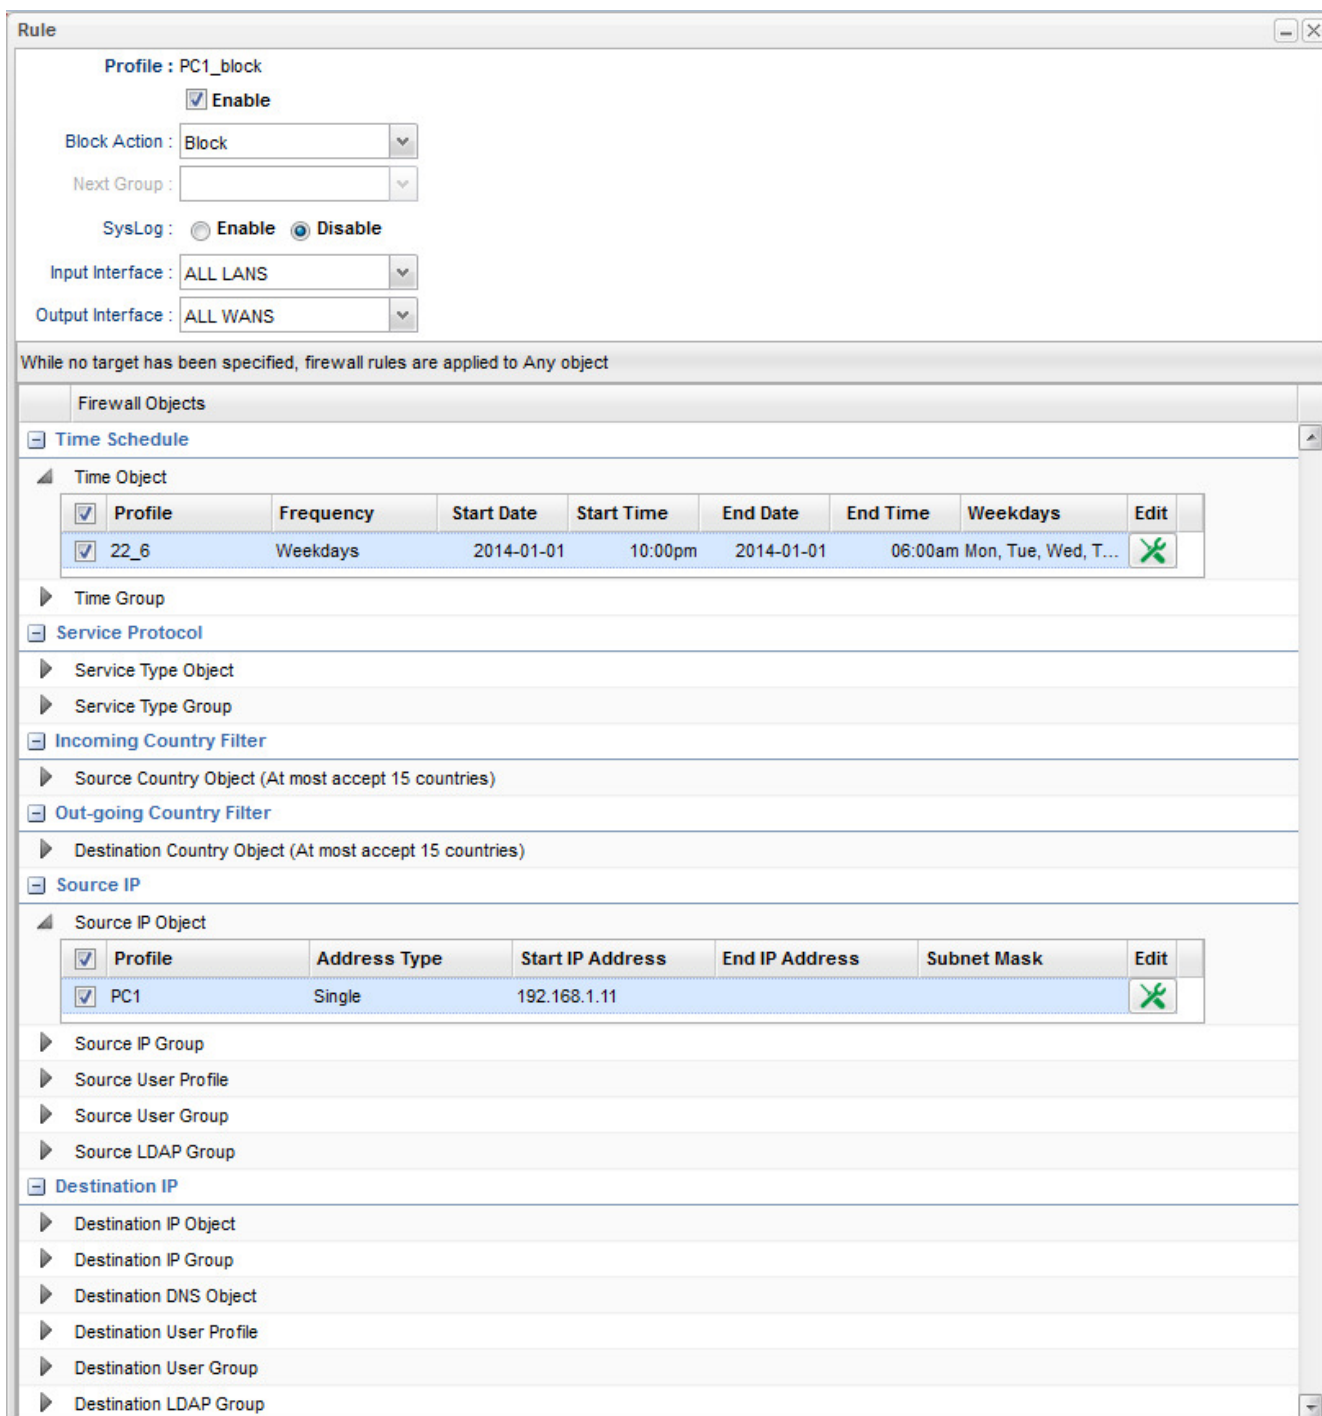 Rule
Profile : PC1_block
Enable
Block Action : Block
Next Group :
SysLog : Enable Disable
Input Interface : ALL LANS
Output Interface : ALL WANS
While no target has been specified, firewall rules are applied to Any object
Firewall Objects
Time Schedule
Time Object
Profile Frequency Start Date Start Time End Date End Time Weekdays Edit
22_6 Weekdays 2014-01-01 10:00pm 2014-01-01 06:00am Mon, Tue, Wed, T...
Time Group
Service Protocol
Service Type Object
Service Type Group
Incoming Country Filter
Source Country Object (At most accept 15 countries)
Out-going Country Filter
Destination Country Object (At most accept 15 countries)
Source IP
Source IP Object
Profile Address Type Start IP Address End IP Address Subnet Mask Edit
PC1 Single 192.168.1.11
Source IP Group
Source User Profile
Source User Group
Source LDAP Group
Destination IP
Destination IP Object
Destination IP Group
Destination DNS Object
Destination User Profile
Destination User Group
Destination LDAP Group